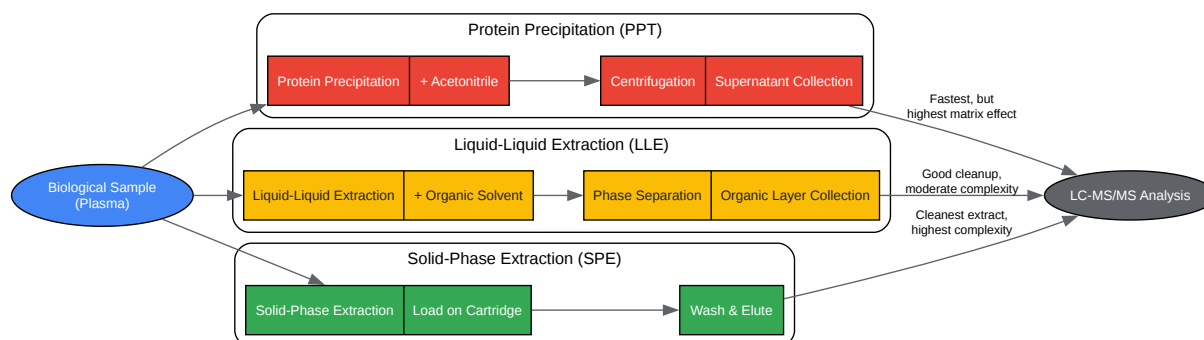 Protein Precipitation (PPT)
Protein Precipitation
+ Acetonitrile
Centrifugation
Supernatant Collection
Fastest, but
highest matrix effect
Liquid-Liquid Extraction (LLE)
Biological Sample
(Plasma)
Liquid-Liquid Extraction
+ Organic Solvent
Phase Separation
Organic Layer Collection
Good cleanup,
moderate complexity
LC-MS/MS Analysis
Cleanest extract,
highest complexity
Solid-Phase Extraction (SPE)
Solid-Phase Extraction
Load on Cartridge
Wash & Elute